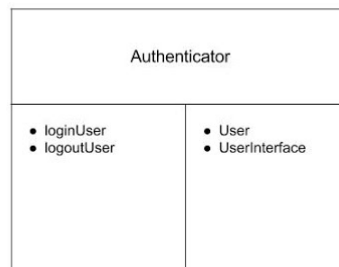 Authenticator
● loginUser
● logoutUser
● User
● UserInterface